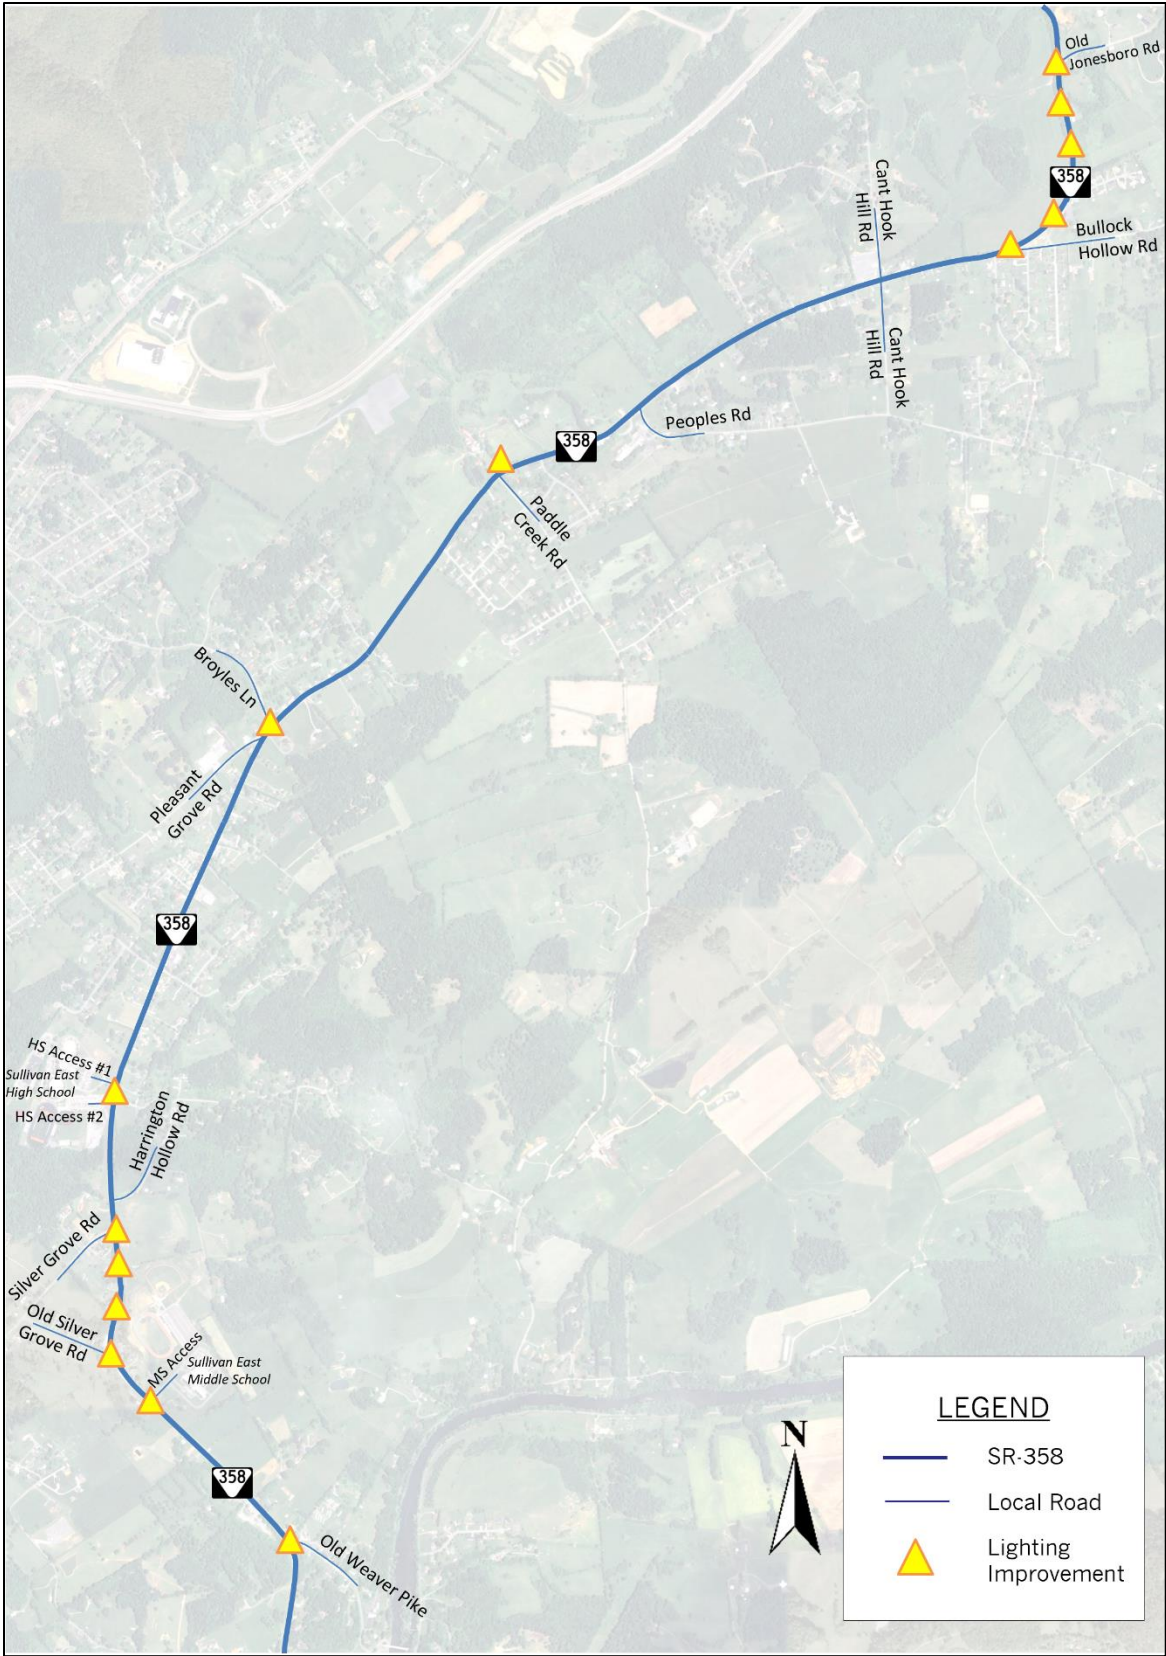 Old
Jonesboro Rd
358
Bullock
Hollow Rd
Cant Hook
Hill Rd
Cant Hook
Hill Rd
Peoples Rd
358
Paddle
Creek Rd
Broyles Ln
Pleasant
Grove Rd
358
HS Access #1
Sullivan East
High School
HS Access #2
Harrington
Hollow Rd
Silver Grove Rd
Old Silver
Grove Rd
MS Access
Sullivan East
Middle School
358
Old Weaver Pike
N
LEGEND
SR-358
Local Road
Lighting
Improvement